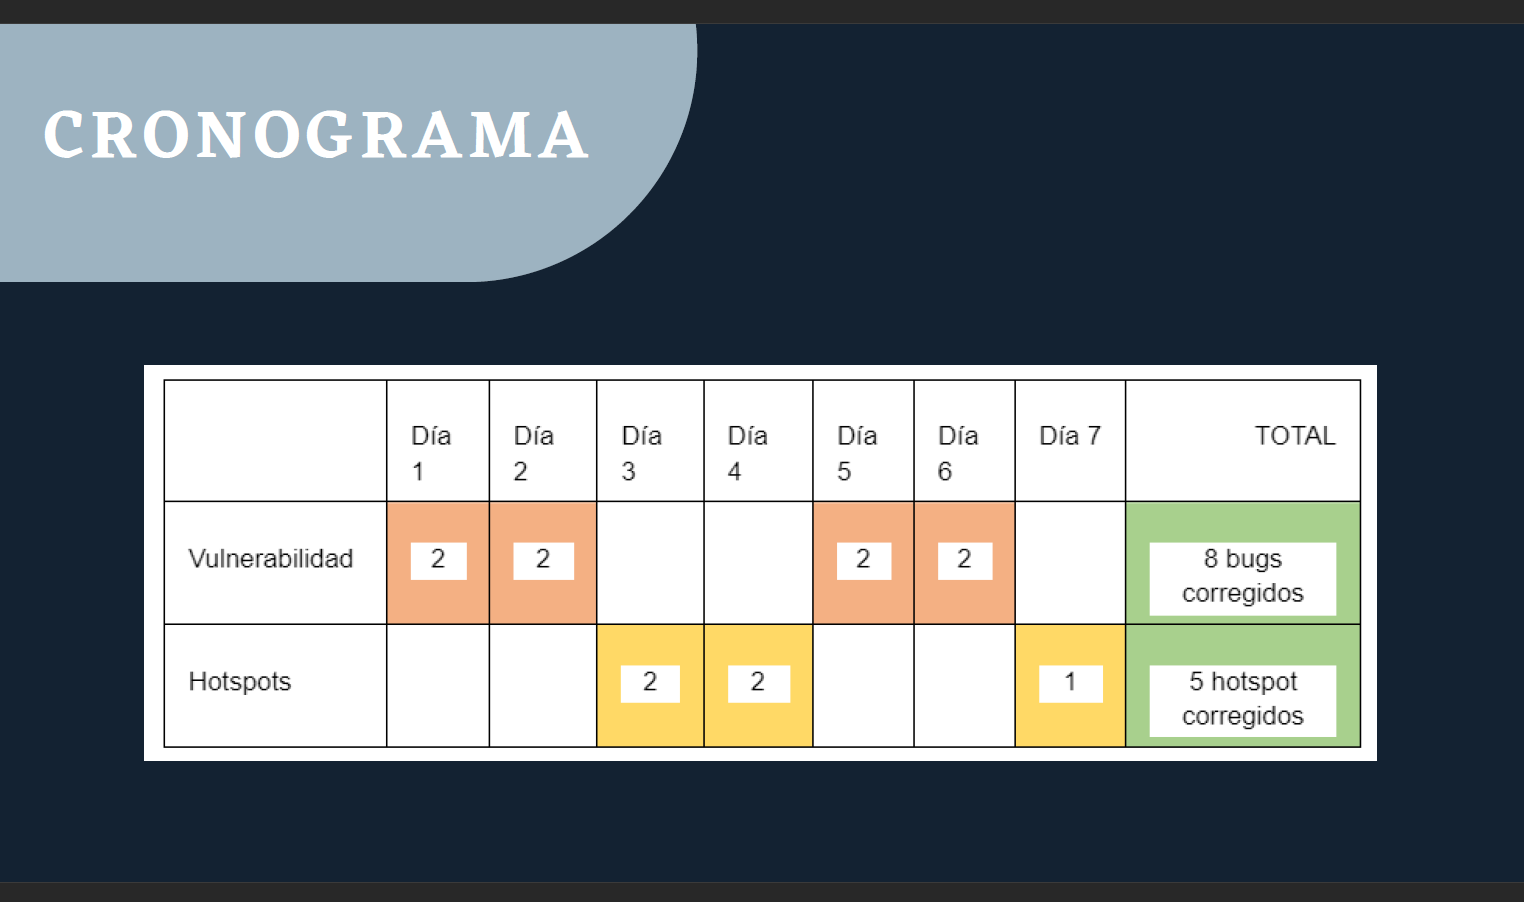 CRONOGRAMA
Día 1 Día 2 Día 3 Día 4 Día 5 Día 6 Día 7 TOTAL
Vulnerabilidad 2 2 2 2 8 bugs corregidos
Hotspots 2 2 1 5 hotspot corregidos